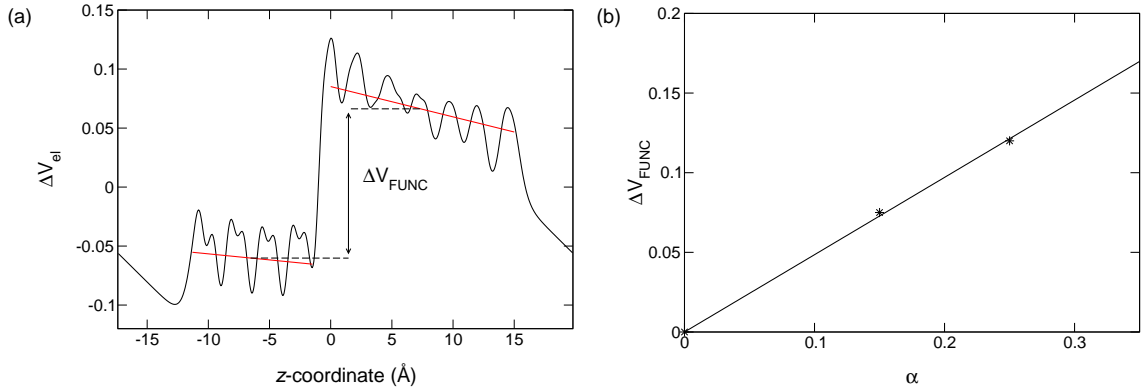 (a)
0.15
0.1
0.05
0
-0.05
-0.1
ΔV_el
ΔV_FUNC
-15 -10 -5 0 5 10 15
z-coordinate (Å)
(b)
0.2
0.15
0.1
0.05
0
ΔV_FUNC
0 0.1 0.2 0.3
α